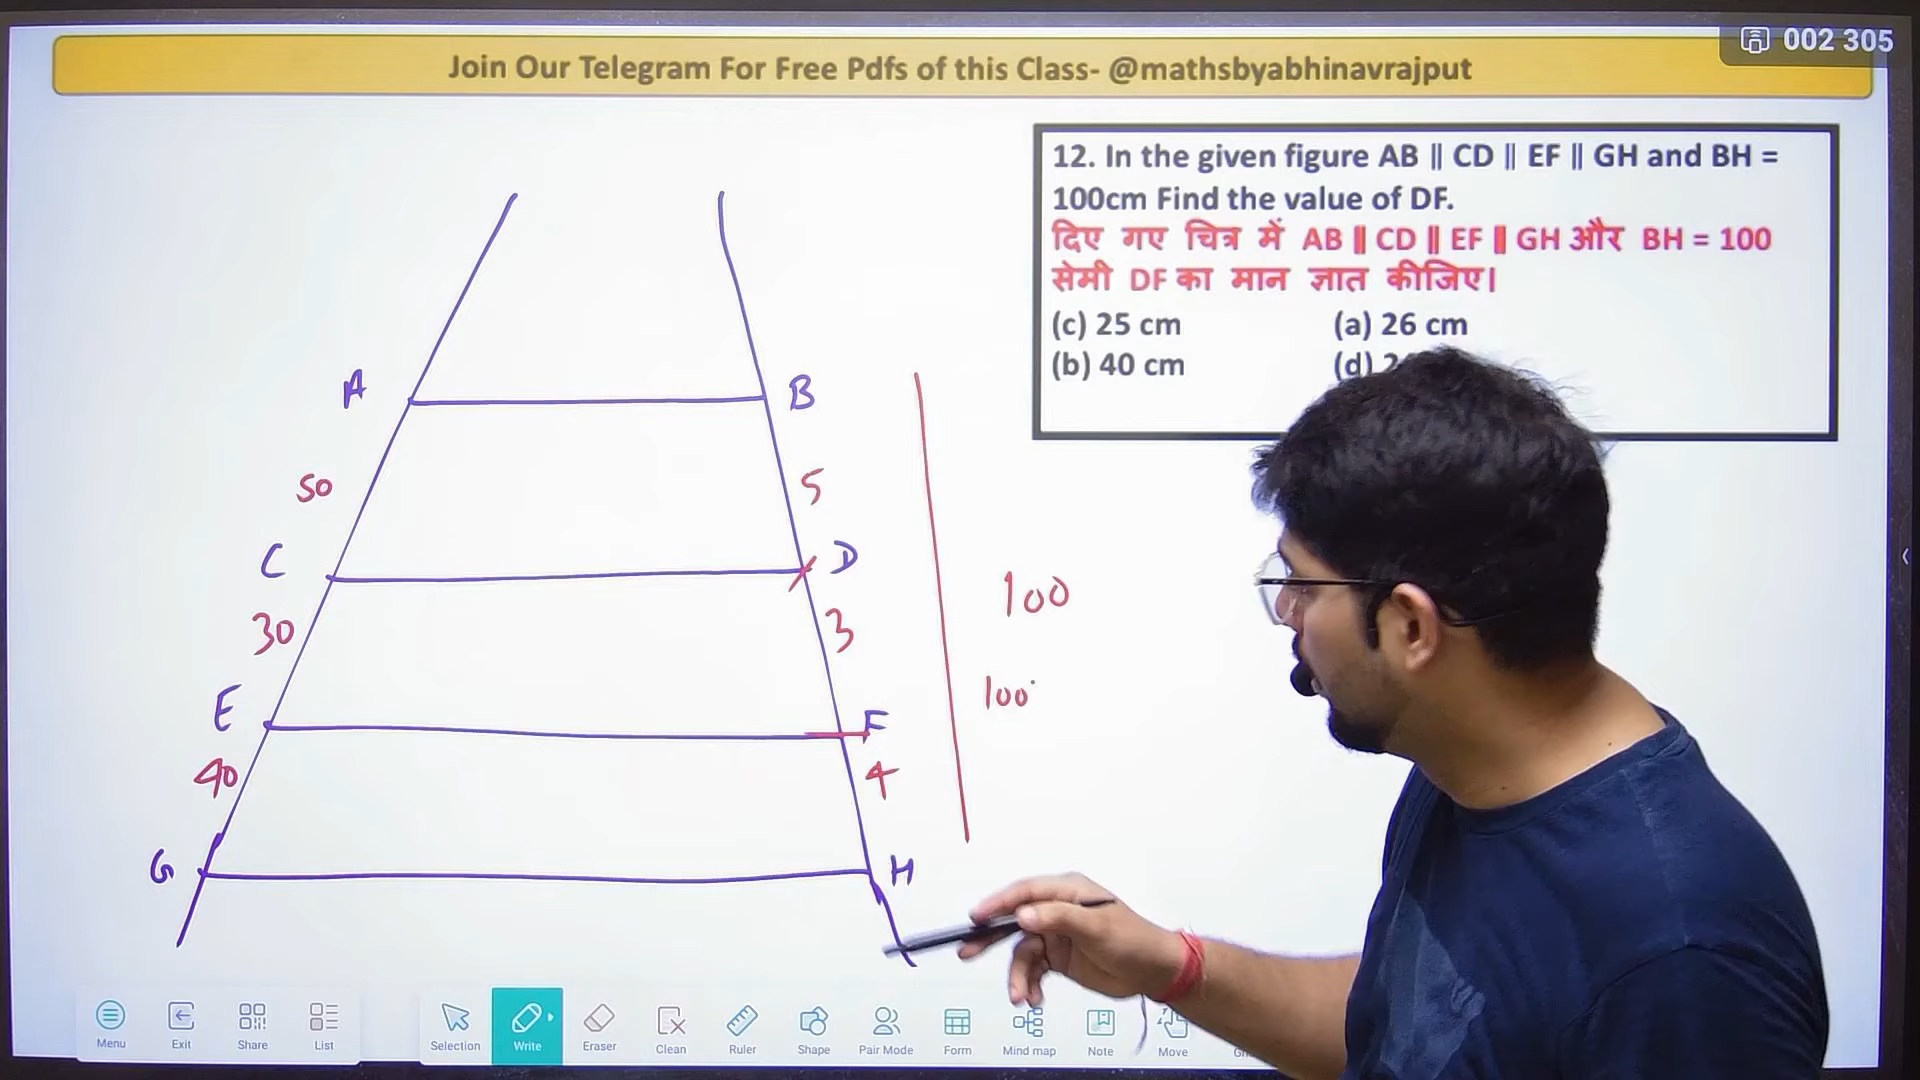 002 305
Join Our Telegram For Free Pdfs of this Class- @mathsbyabhinavrajput
12. In the given figure AB || CD || EF || GH and BH =
100cm Find the value of DF.
दिए गए चित्र में AB || CD || EF || GH और BH = 100
सेमी DF का मान ज्ञात कीजिए।
(c) 25 cm (a) 26 cm
(b) 40 cm (d)
A B
50 5
C D
30 3
100
100
E F
40 4
G H
Menu Exit Share List Selection Write Eraser Clean Ruler Shape Pair Mode Form Mind map Note Move